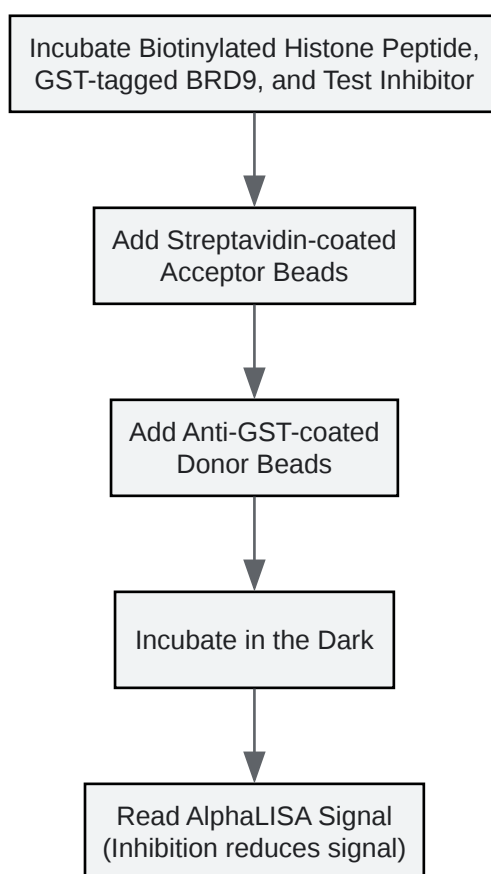 Incubate Biotinylated Histone Peptide,
GST-tagged BRD9, and Test Inhibitor
Add Streptavidin-coated
Acceptor Beads
Add Anti-GST-coated
Donor Beads
Incubate in the Dark
Read AlphaLISA Signal
(Inhibition reduces signal)